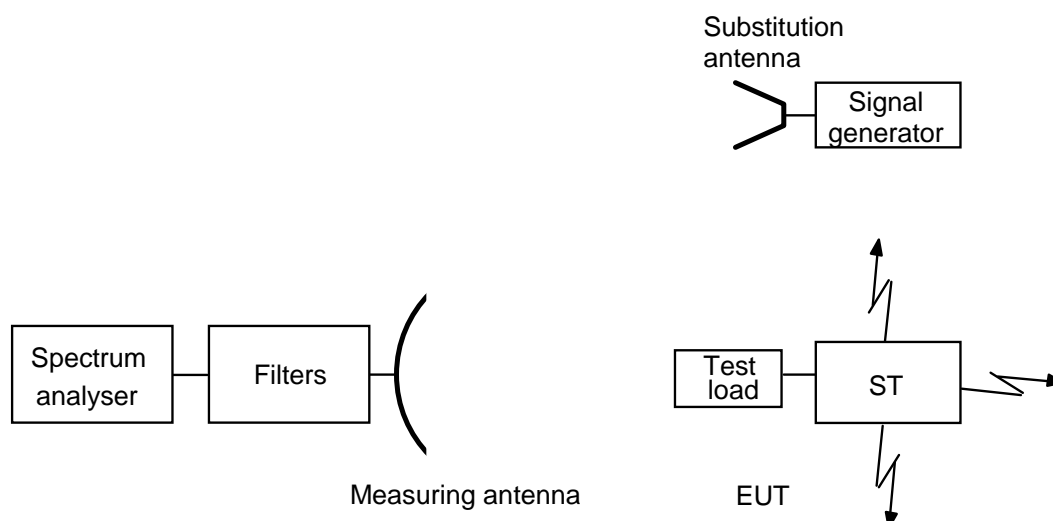 Substitution
antenna
Signal
generator
Spectrum
analyser
Filters
Test
load
ST
Measuring antenna
EUT